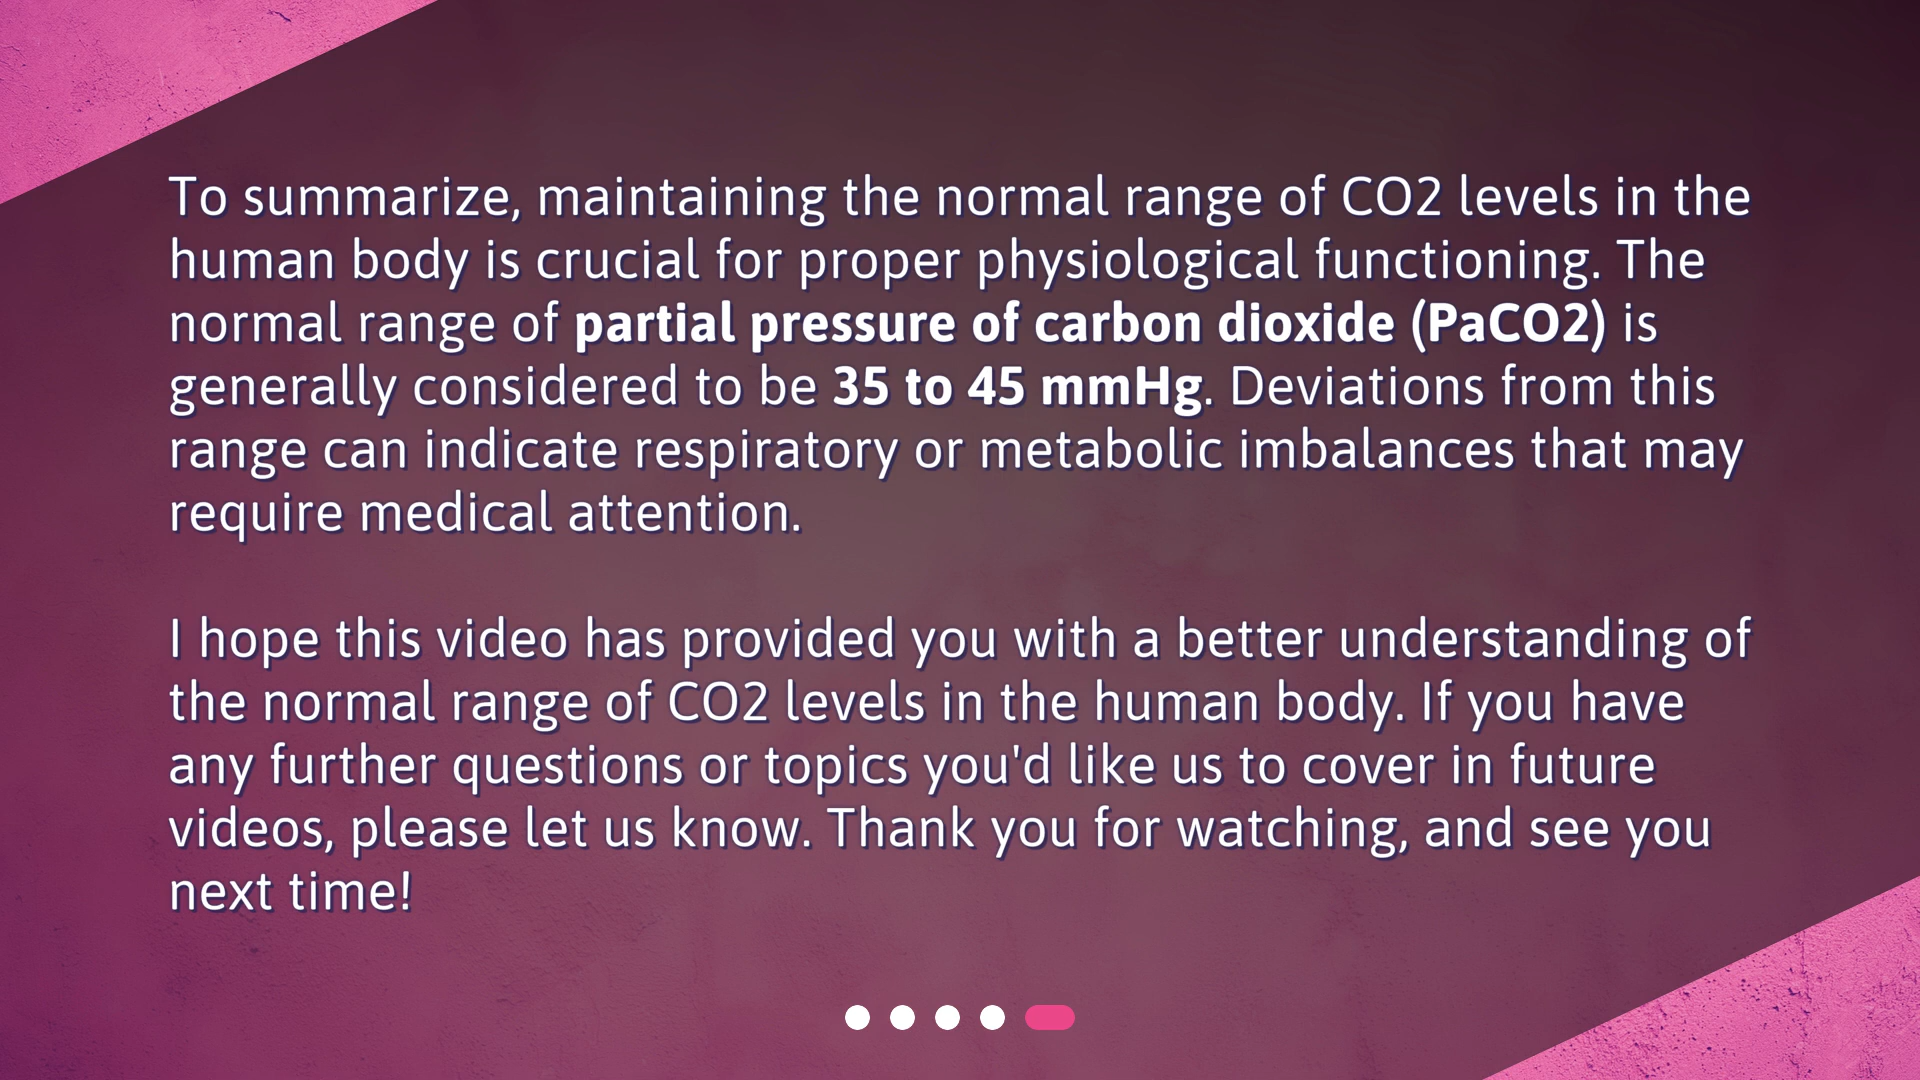 To summarize, maintaining the normal range of CO2 levels in the
human body is crucial for proper physiological functioning. The
normal range of partial pressure of carbon dioxide (PaCO2) is
generally considered to be 35 to 45 mmHg. Deviations from this
range can indicate respiratory or metabolic imbalances that may
require medical attention.
I hope this video has provided you with a better understanding of
the normal range of CO2 levels in the human body. If you have
any further questions or topics you'd like us to cover in future
videos, please let us know. Thank you for watching, and see you
next time!